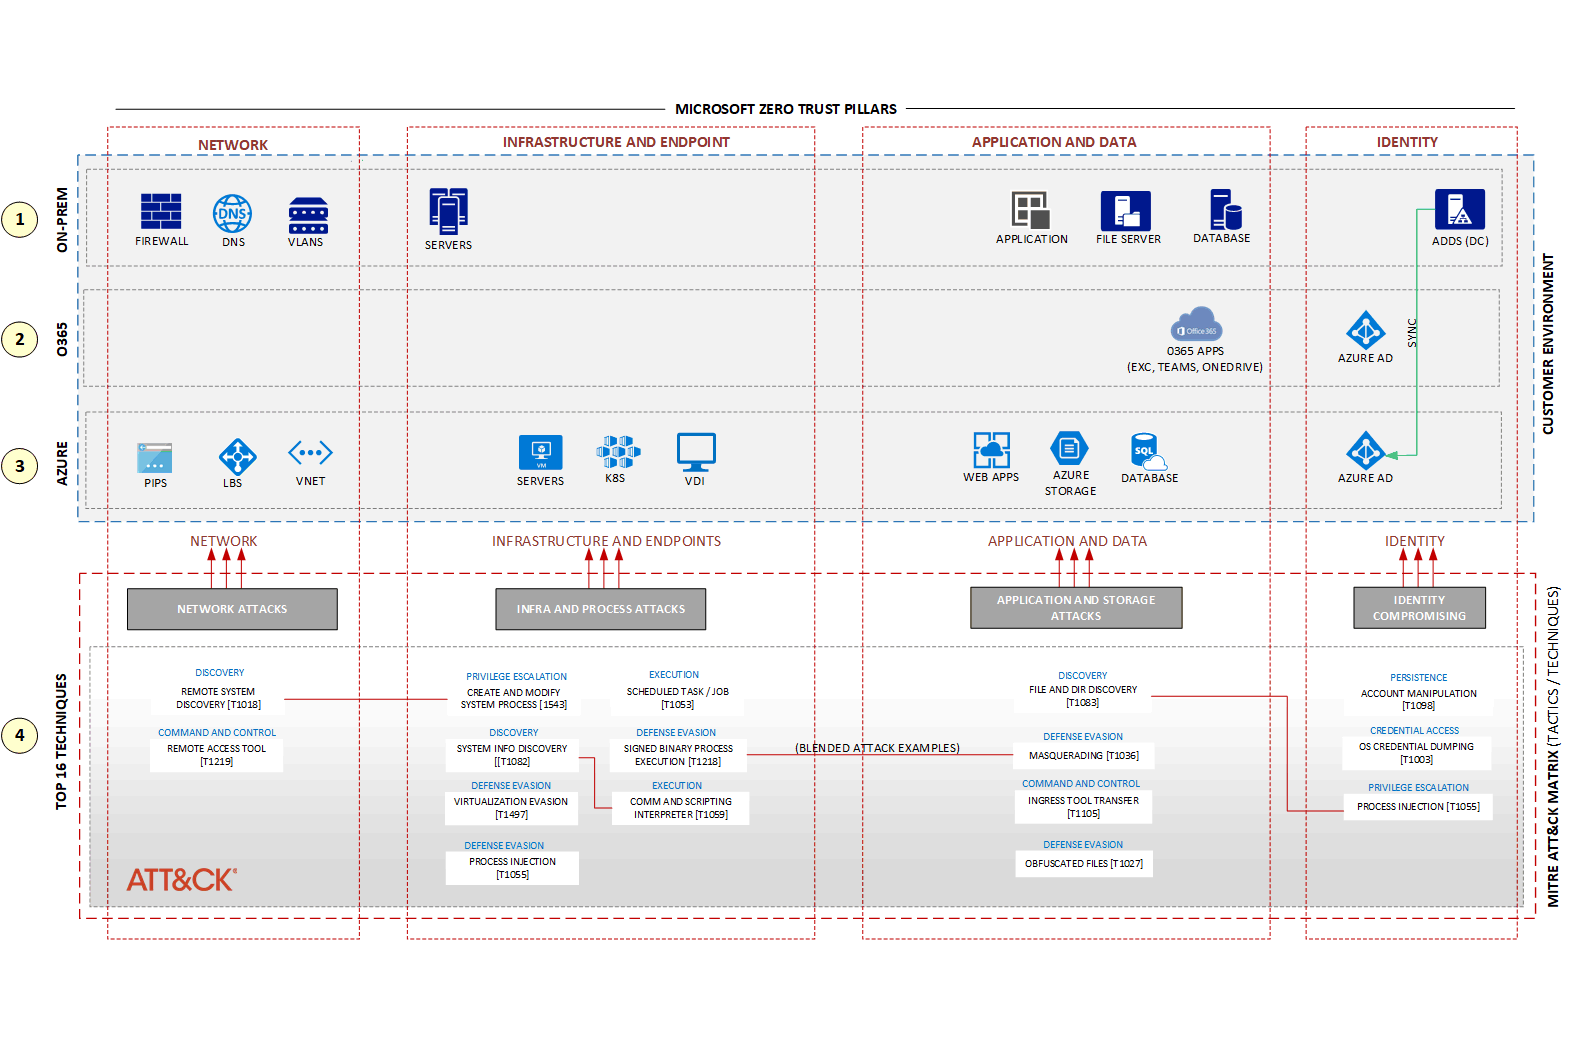 MICROSOFT ZERO TRUST PILLARS
NETWORK
INFRASTRUCTURE AND ENDPOINT
APPLICATION AND DATA
IDENTITY
1
ON-PREM
FIREWALL
DNS
DNS
VLANS
SERVERS
APPLICATION
FILE SERVER
DATABASE
ADDS (DC)
2
O365
Office 365
0365 APPS
(EXC, TEAMS, ONEDRIVE)
AZURE AD
SYNC
CUSTOMER ENVIRONMENT
3
AZURE
PIPS
LBS
VNET
VM
SERVERS
K8S
VDI
WEB APPS
AZURE
STORAGE
SQL
DATABASE
AZURE AD
NETWORK
INFRASTRUCTURE AND ENDPOINTS
APPLICATION AND DATA
IDENTITY
NETWORK ATTACKS
INFRA AND PROCESS ATTACKS
APPLICATION AND STORAGE
ATTACKS
IDENTITY
COMPROMISING
4
TOP 16 TECHNIQUES
DISCOVERY
REMOTE SYSTEM
DISCOVERY [T1018]
COMMAND AND CONTROL
REMOTE ACCESS TOOL
[T1219]
PRIVILEGE ESCALATION
CREATE AND MODIFY
SYSTEM PROCESS [1543]
DISCOVERY
SYSTEM INFO DISCOVERY
[[T1082]
DEFENSE EVASION
VIRTUALIZATION EVASION
[T1497]
DEFENSE EVASION
PROCESS INJECTION
[T1055]
EXECUTION
SCHEDULED TASK / JOB
[T1053]
DEFENSE EVASION
SIGNED BINARY PROCESS
EXECUTION [T1218]
EXECUTION
COMM AND SCRIPTING
INTERPRETER [T1059]
(BLENDED ATTACK EXAMPLES)
DISCOVERY
FILE AND DIR DISCOVERY
[T1083]
DEFENSE EVASION
MASQUERADING [T1036]
COMMAND AND CONTROL
INGRESS TOOL TRANSFER
[T1105]
DEFENSE EVASION
OBFUSCATED FILES [T1027]
PERSISTENCE
ACCOUNT MANIPULATION
[T1098]
CREDENTIAL ACCESS
OS CREDENTIAL DUMPING
[T1003]
PRIVILEGE ESCALATION
PROCESS INJECTION [T1055]
ATT&CK®
MITRE ATT&CK MATRIX (TACTICS / TECHNIQUES)